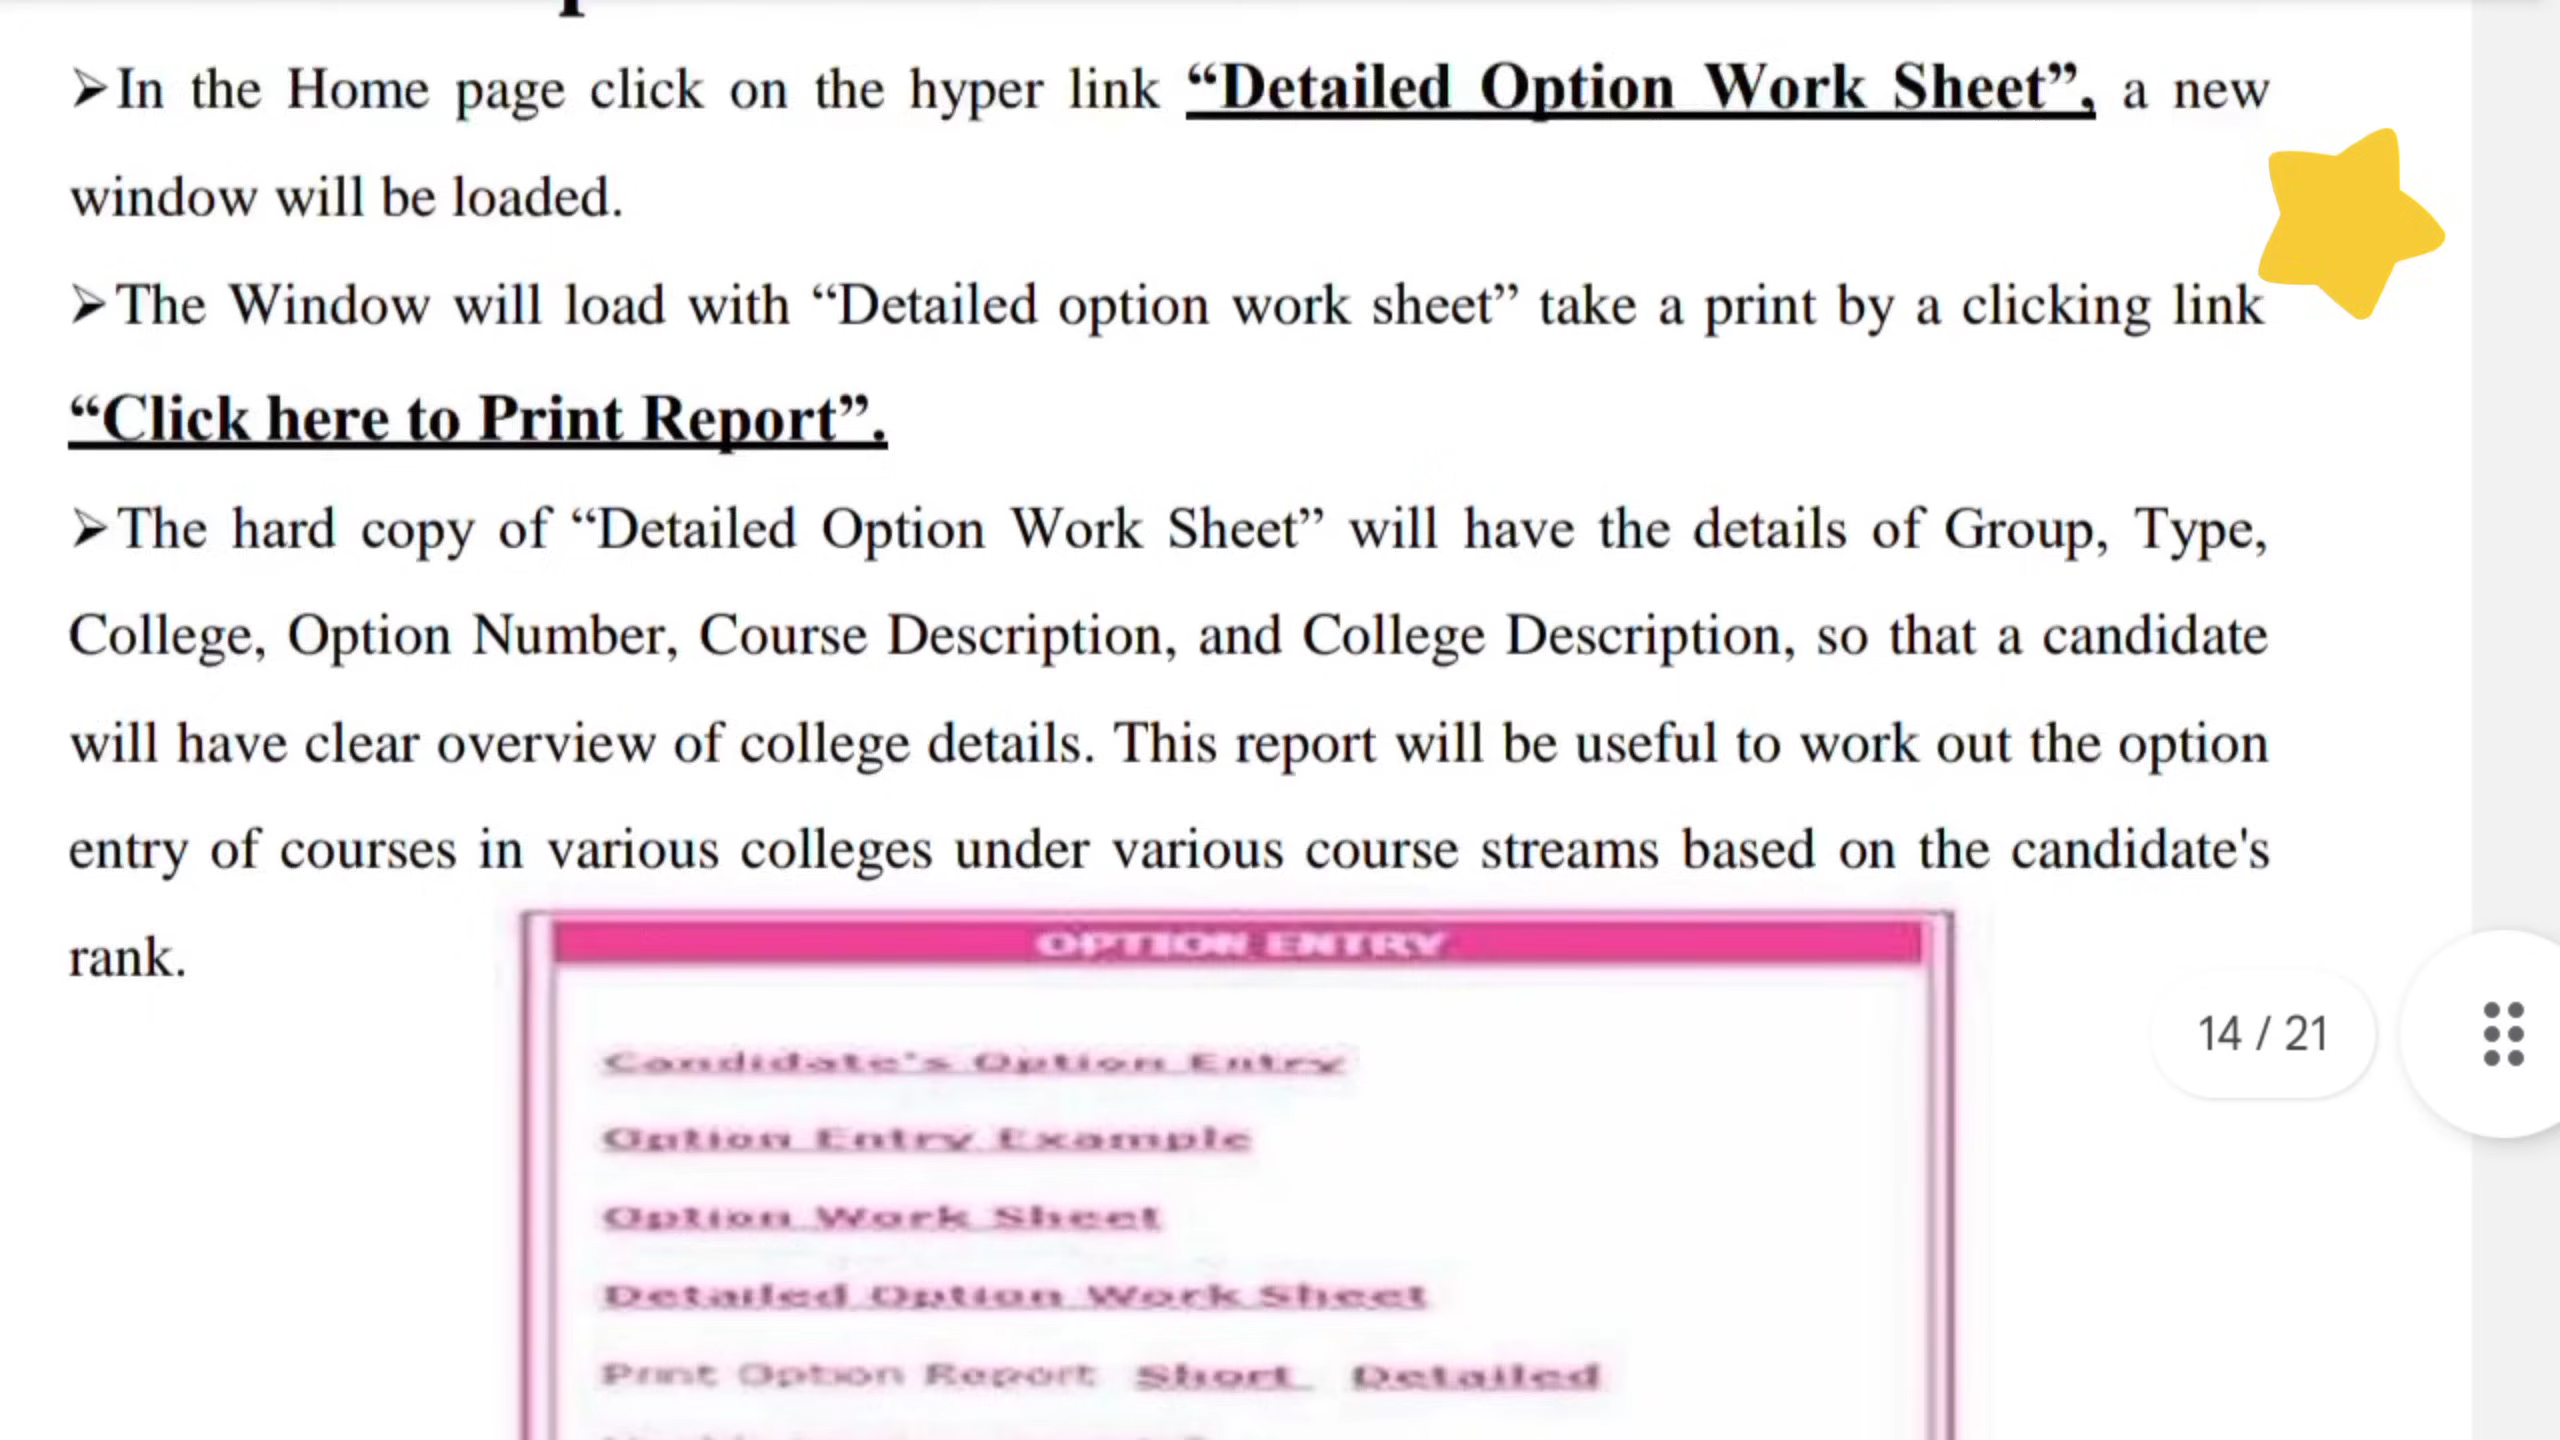 ➢In the Home page click on the hyper link “Detailed Option Work Sheet”, a new
window will be loaded.
➢The Window will load with “Detailed option work sheet” take a print by a clicking link
“Click here to Print Report”.
➢The hard copy of “Detailed Option Work Sheet” will have the details of Group, Type,
College, Option Number, Course Description, and College Description, so that a candidate
will have clear overview of college details. This report will be useful to work out the option
entry of courses in various colleges under various course streams based on the candidate's
rank.
OPTION ENTRY
Candidate's Option Entry
14 / 21
Option Entry Example
Option Work Sheet
Detailed Option Work Sheet
Print Option Report Short Detailed